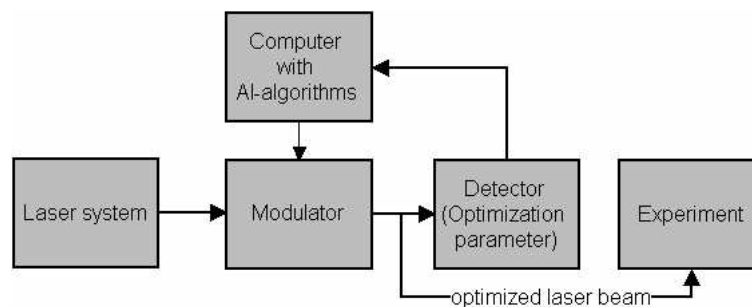 Computer
with
AI-algorithms
Laser system
Modulator
Detector
(Optimization
parameter)
Experiment
optimized laser beam